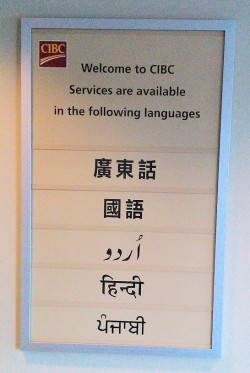 CIBC
Welcome to CIBC
Services are available
in the following languages
廣東話
國語
اُردو
हिन्दी
ਪੰਜਾਬੀ